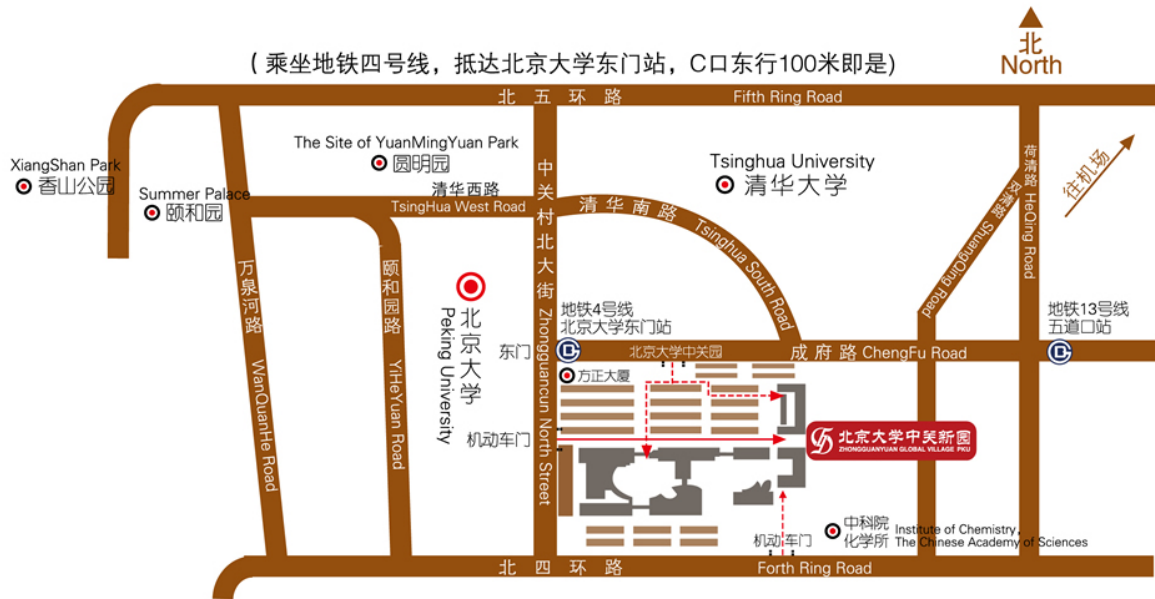 北
North
(乘坐地铁四号线，抵达北京大学东门站，C口东行100米即是)
北五环路 Fifth Ring Road
XiangShan Park
香山公园
Summer Palace
颐和园
The Site of YuanMingYuan Park
圆明园
清华西路
TsingHua West Road
中关村北大街 Zhongguancun North Street
清华南路 Tsinghua South Road
Tsinghua University
清华大学
荷清路 HeQing Road
双清路 ShuangQing Road
往机场
万泉河路 WanQuanHe Road
颐和园路 YiHeYuan Road
北京大学
Peking University
地铁4号线
北京大学东门站
地铁13号线
五道口站
东门
北京大学中关园
成府路 ChengFu Road
方正大厦
机动车门
北京大学中关新园
ZHONGGUANYUAN GLOBAL VILLAGE PKU
中科院
化学所
Institute of Chemistry,
The Chinese Academy of Sciences
机动车门
北四环路 Forth Ring Road